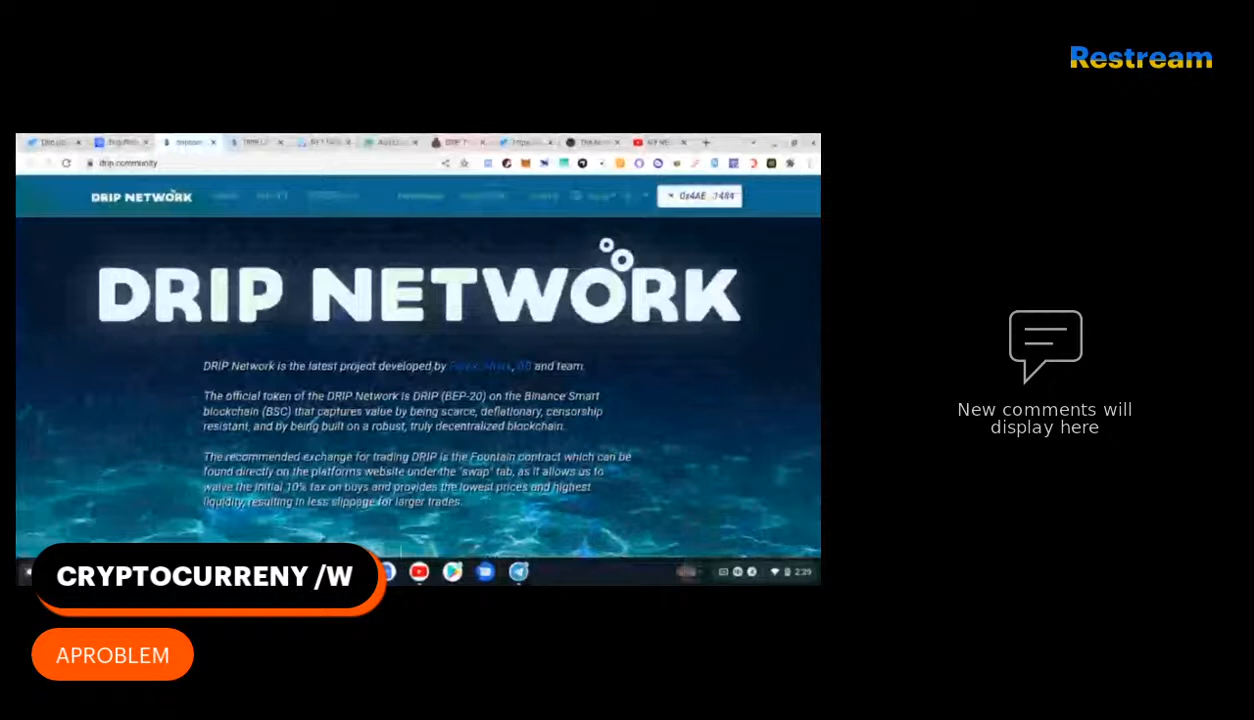 Restream
drip.community
DRIP NETWORK
0x4AE
DRIP NETWORK
DRIP Network is the latest project developed by and team.
The official token of the DRIP Network is DRIP (BEP-20) on the Binance Smart
blockchain (BSC) that captures value by being scarce, deflationary, censorship
resistant, and by being built on a robust, truly decentralized blockchain.
The recommended exchange for trading DRIP is the Fountain contract which can be
found directly on the platforms website under the "swap" tab, as it allows us to
waive the initial 10% tax on buys and provides the lowest prices and highest
liquidity, resulting in less slippage for larger trades.
New comments will
display here
CRYPTOCURRENY /W
2:29
APROBLEM